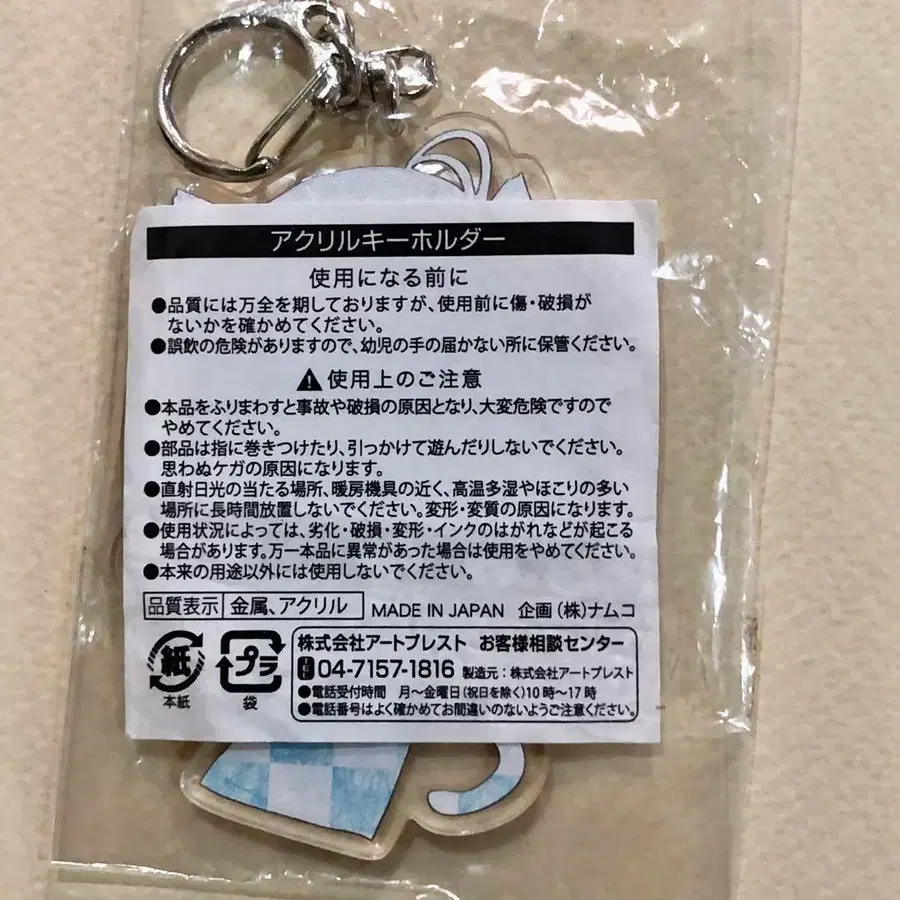 アクリルキーホルダー
使用になる前に
●品質には万全を期しておりますが、使用前に傷・破損が
ないかを確かめてください。
●誤飲の危険がありますので、幼児の手の届かない所に保管ください。
使用上のご注意
●本品をふりまわすと事故や破損の原因となり、大変危険ですので
やめてください。
●部品は指に巻きつけたり、引っかけて遊んだりしないでください。
思わぬケガの原因になります。
●直射日光の当たる場所、暖房機具の近く、高温多湿やほこりの多い
場所に長時間放置しないでください。変形・変質の原因になります。
●使用状況によっては、劣化・破損・変形・インクのはがれなどが起こる
場合があります。万一本品に異常があった場合は使用をやめてください。
●本来の用途以外には使用しないでください。
品質表示 金属、アクリル MADE IN JAPAN 企画(株)ナムコ
紙 本紙
プラ 袋
株式会社アートプレスト お客様相談センター
TEL 04-7157-1816 製造元:株式会社アートプレスト
●電話受付時間 月〜金曜日(祝日を除く)10時〜17時
●電話番号はよく確かめてお間違いのないようご注意ください。